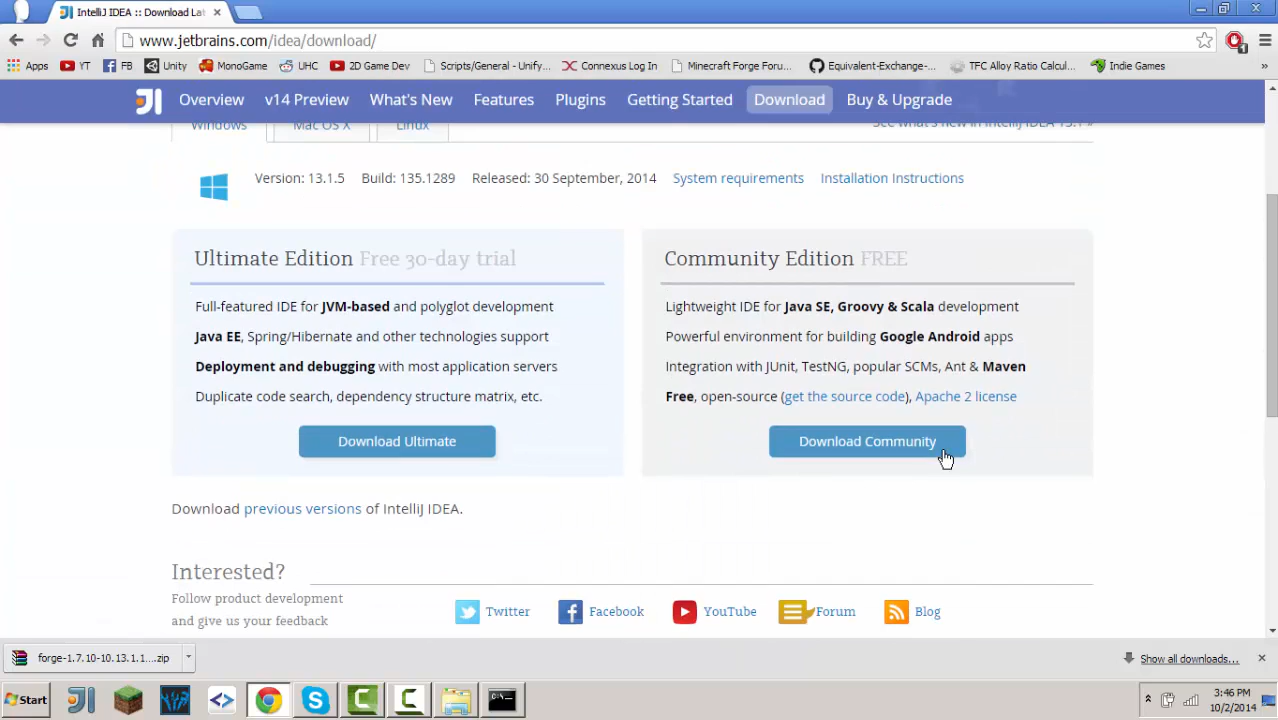 IntelliJ IDEA :: Download Lat
www.jetbrains.com/idea/download/
Apps YT FB Unity MonoGame UHC 2D Game Dev Scripts/General - Unify... Connexus Log In Minecraft Forge Foru... Equivalent-Exchange-... TFC Alloy Ratio Calcul... Indie Games »
Overview v14 Preview What's New Features Plugins Getting Started Download Buy & Upgrade
Windows Mac OS X Linux See what's new in IntelliJ IDEA 13.1 »
Version: 13.1.5 Build: 135.1289 Released: 30 September, 2014 System requirements Installation Instructions
Ultimate Edition Free 30-day trial
Full-featured IDE for JVM-based and polyglot development
Java EE, Spring/Hibernate and other technologies support
Deployment and debugging with most application servers
Duplicate code search, dependency structure matrix, etc.
Download Ultimate
Community Edition FREE
Lightweight IDE for Java SE, Groovy & Scala development
Powerful environment for building Google Android apps
Integration with JUnit, TestNG, popular SCMs, Ant & Maven
Free, open-source (get the source code), Apache 2 license
Download Community
Download previous versions of IntelliJ IDEA.
Interested?
Follow product development
and give us your feedback
Twitter Facebook YouTube Forum Blog
forge-1.7.10-10.13.1.1....zip
Show all downloads...
Start
3:46 PM
10/2/2014